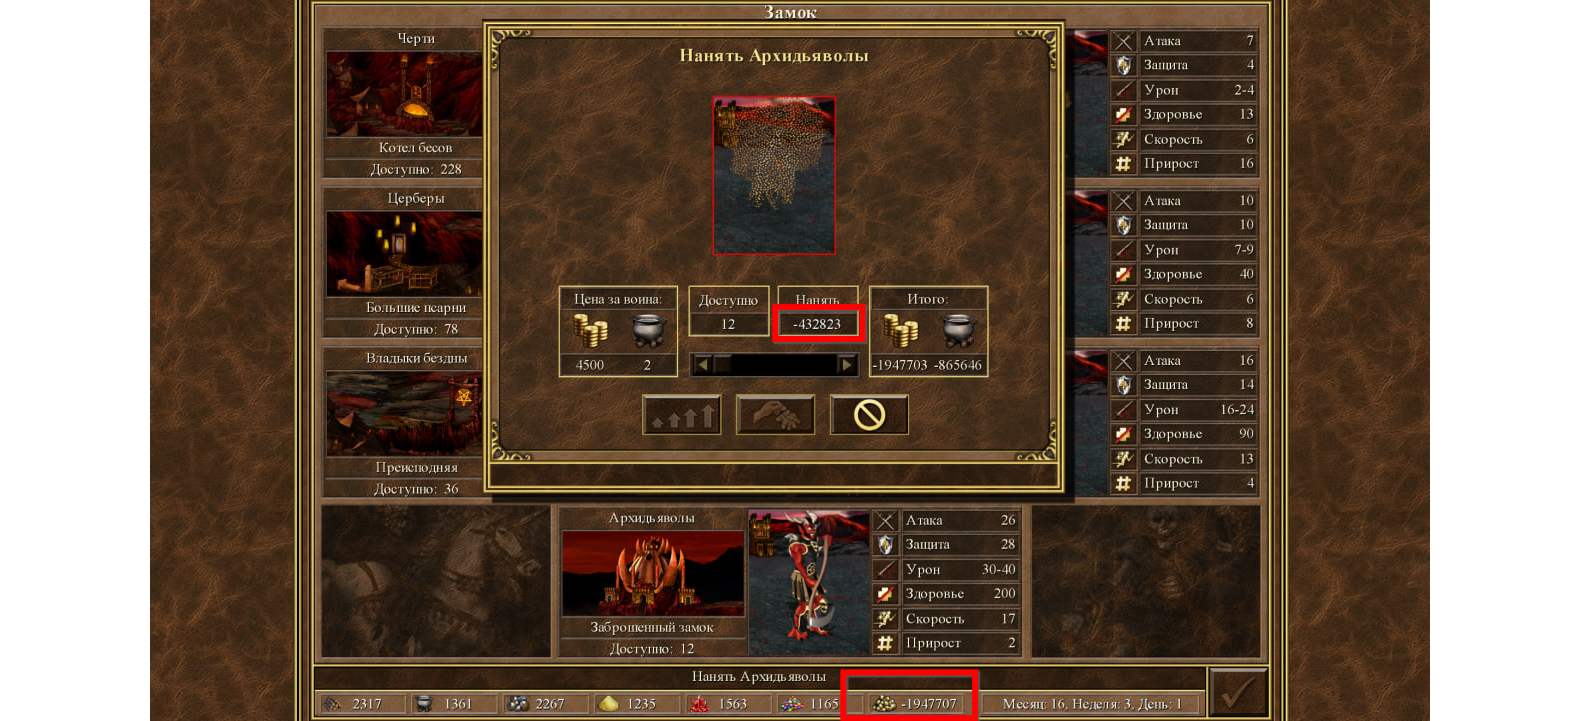 Замок
Черти
Котел бесов
Доступно: 228
Атака 7
Защита 4
Урон 2-4
Здоровье 13
Скорость 6
Прирост 16
Церберы
Большие псарни
Доступно: 78
Атака 10
Защита 10
Урон 7-9
Здоровье 40
Скорость 6
Прирост 8
Владыки бездны
Преисподняя
Доступно: 36
Атака 16
Защита 14
Урон 16-24
Здоровье 90
Скорость 13
Прирост 4
Нанять Архидьяволы
Цена за воина:
4500 2
Доступно
12
Нанять
-432823
Итого:
-1947703 -865646
Архидьяволы
Заброшенный замок
Доступно: 12
Атака 26
Защита 28
Урон 30-40
Здоровье 200
Скорость 17
Прирост 2
Нанять Архидьяволы
2317 1361 2267 1235 1563 1165 -1947707 Месяц: 16, Неделя: 3, День: 1